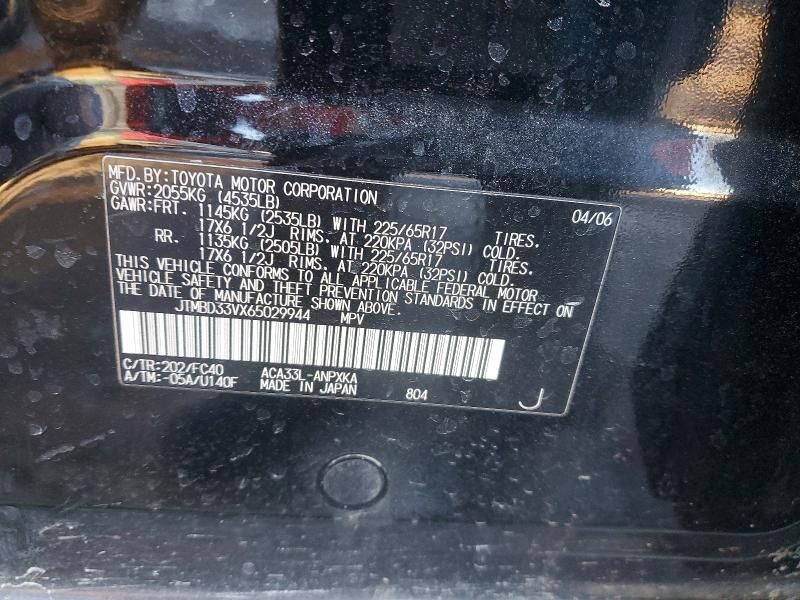 MFD.BY:TOYOTA MOTOR CORPORATION 04/06
GVWR:2055KG (4535LB)
GAWR:FRT. 1145KG (2535LB) WITH 225/65R17 TIRES.
17X6 1/2J RIMS, AT 220KPA (32PSI) COLD.
RR. 1135KG (2505LB) WITH 225/65R17 TIRES.
17X6 1/2J RIMS, AT 220KPA (32PSI) COLD.
THIS VEHICLE CONFORMS TO ALL APPLICABLE FEDERAL MOTOR
VEHICLE SAFETY AND THEFT PREVENTION STANDARDS IN EFFECT ON
THE DATE OF MANUFACTURE SHOWN ABOVE.
JTMBD33VX65029944 MPV
C/TR:202/FC40 ACA33L-ANPXKA
A/TM:-05A/U140F MADE IN JAPAN 804 J